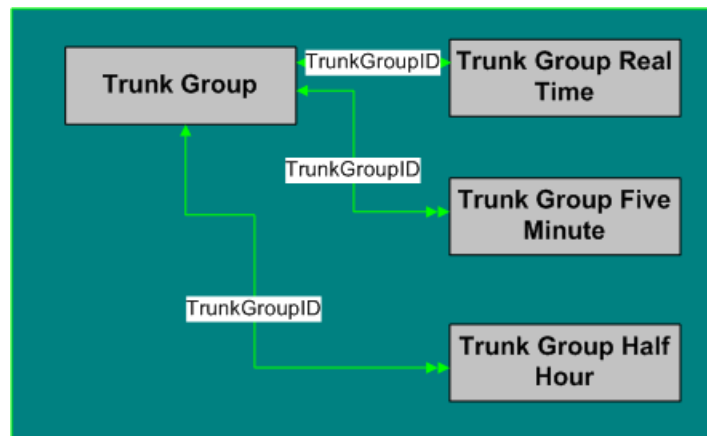 Trunk Group
TrunkGroupID
Trunk Group Real
Time
TrunkGroupID
Trunk Group Five
Minute
TrunkGroupID
Trunk Group Half
Hour